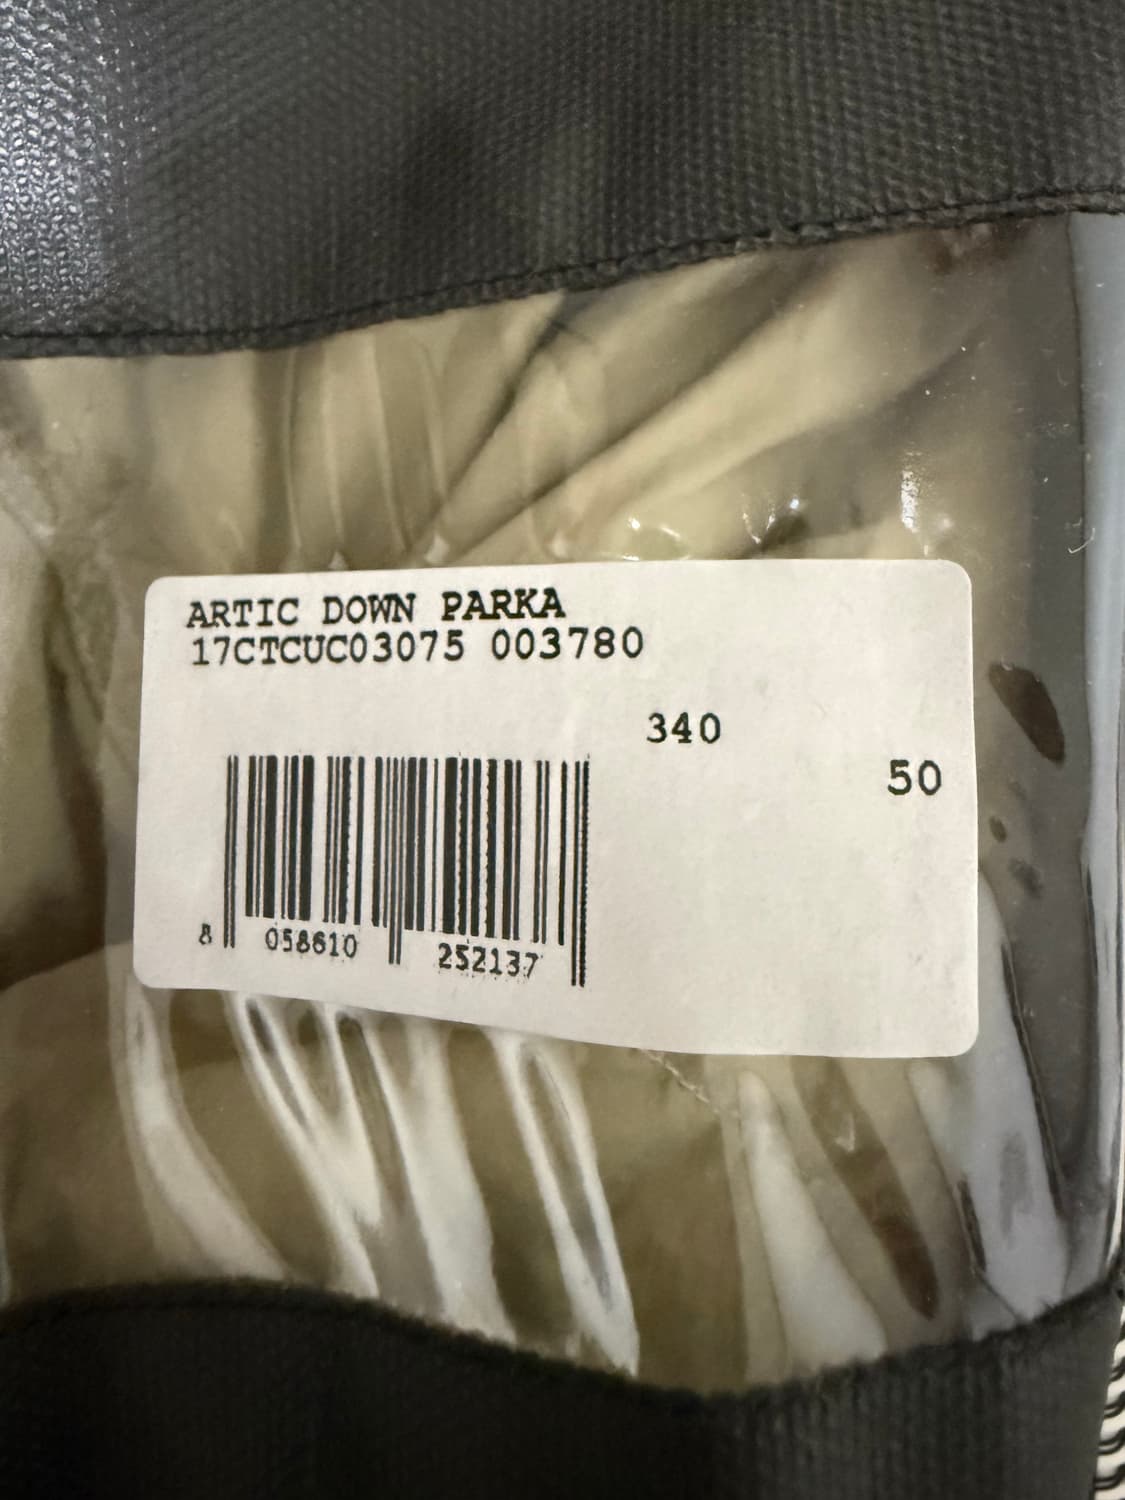 ARTIC DOWN PARKA
17CTCUC03075 003780
340
50
8 058610 252137